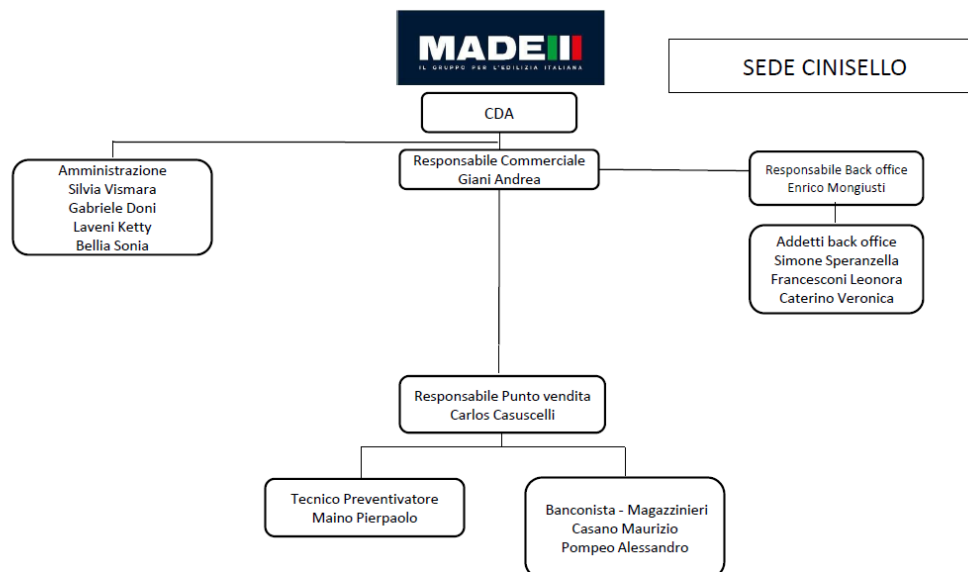 MADE
IL GRUPPO PER L'EDILIZIA ITALIANA
SEDE CINISELLO
CDA
Amministrazione
Silvia Vismara
Gabriele Doni
Laveni Ketty
Bellia Sonia
Responsabile Commerciale
Giani Andrea
Responsabile Back office
Enrico Mongiusti
Addetti back office
Simone Speranzella
Francesconi Leonora
Caterino Veronica
Responsabile Punto vendita
Carlos Casuscelli
Tecnico Preventivatore
Maino Pierpaolo
Banconista - Magazzinieri
Casano Maurizio
Pompeo Alessandro